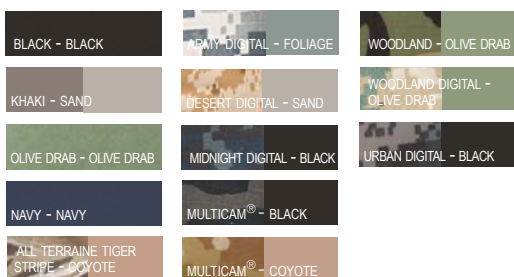 BLACK - BLACK
KHAKI - SAND
OLIVE DRAB - OLIVE DRAB
NAVY - NAVY
ALL TERRAINE TIGER
STRIPE - COYOTE
ARMY DIGITAL - FOLIAGE
DESERT DIGITAL - SAND
MIDNIGHT DIGITAL - BLACK
MULTICAM® - BLACK
MULTICAM® - COYOTE
WOODLAND - OLIVE DRAB
WOODLAND DIGITAL -
OLIVE DRAB
URBAN DIGITAL - BLACK